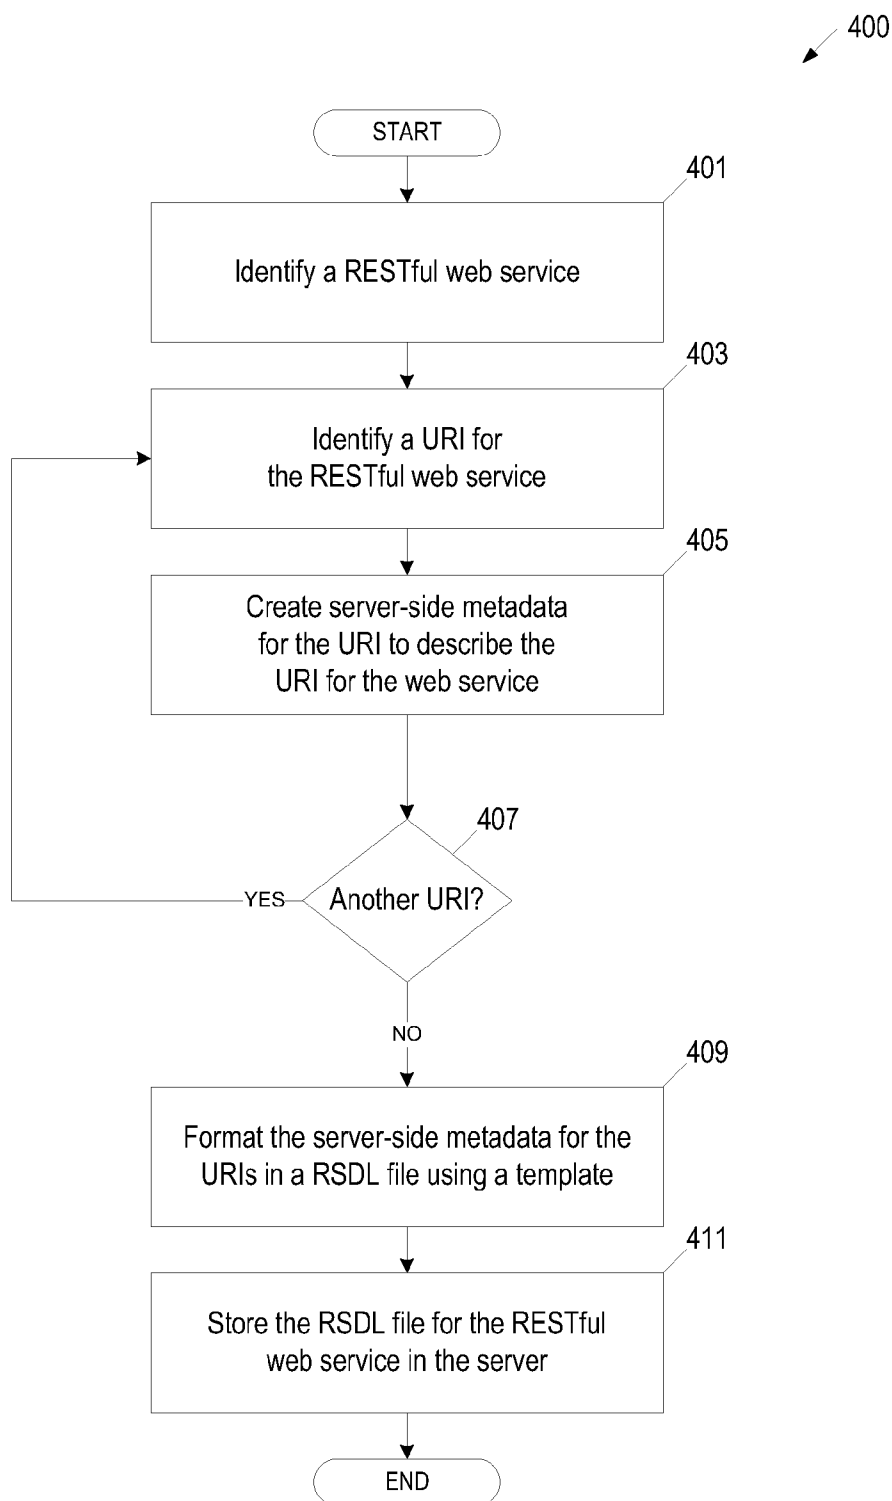 400
START
401
Identify a RESTful web service
403
Identify a URI for
the RESTful web service
405
Create server-side metadata
for the URI to describe the
URI for the web service
407
Another URI?
YES
NO
409
Format the server-side metadata for the
URIs in a RSDL file using a template
411
Store the RSDL file for the RESTful
web service in the server
END